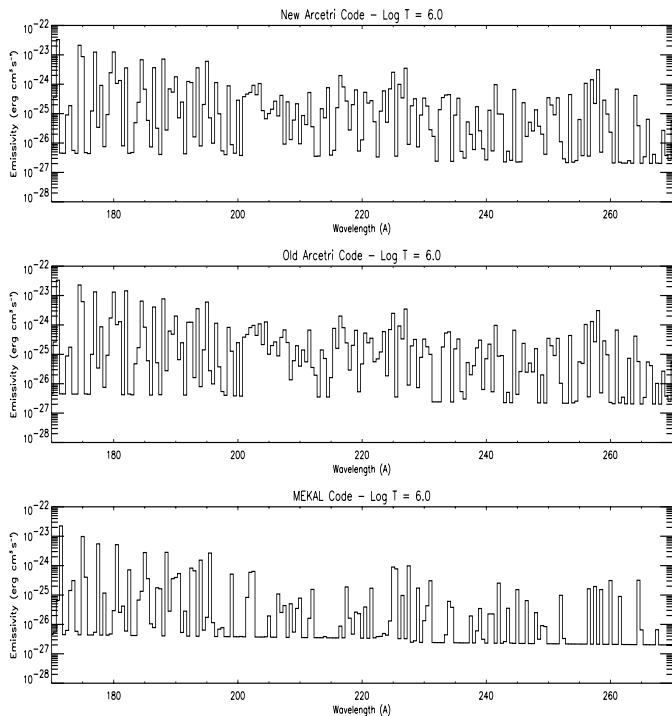 New Arcetri Code – Log T = 6.0
Emissivity (erg cm³ s⁻¹)
10⁻²²
10⁻²³
10⁻²⁴
10⁻²⁵
10⁻²⁶
10⁻²⁷
10⁻²⁸
180 200 220 240 260
Wavelength (A)
Old Arcetri Code – Log T = 6.0
Emissivity (erg cm³ s⁻¹)
10⁻²²
10⁻²³
10⁻²⁴
10⁻²⁵
10⁻²⁶
10⁻²⁷
10⁻²⁸
180 200 220 240 260
Wavelength (A)
MEKAL Code – Log T = 6.0
Emissivity (erg cm³ s⁻¹)
10⁻²²
10⁻²³
10⁻²⁴
10⁻²⁵
10⁻²⁶
10⁻²⁷
10⁻²⁸
180 200 220 240 260
Wavelength (A)